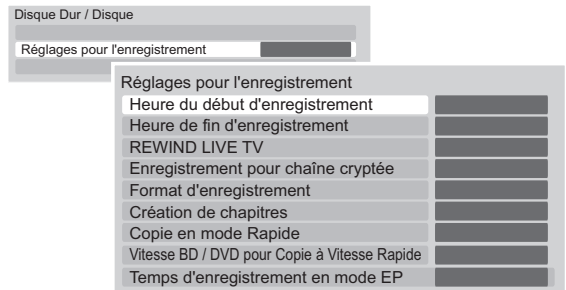 Disque Dur / Disque
Réglages pour l'enregistrement
Réglages pour l'enregistrement
Heure du début d'enregistrement
Heure de fin d'enregistrement
REWIND LIVE TV
Enregistrement pour chaîne cryptée
Format d'enregistrement
Création de chapitres
Copie en mode Rapide
Vitesse BD / DVD pour Copie à Vitesse Rapide
Temps d'enregistrement en mode EP